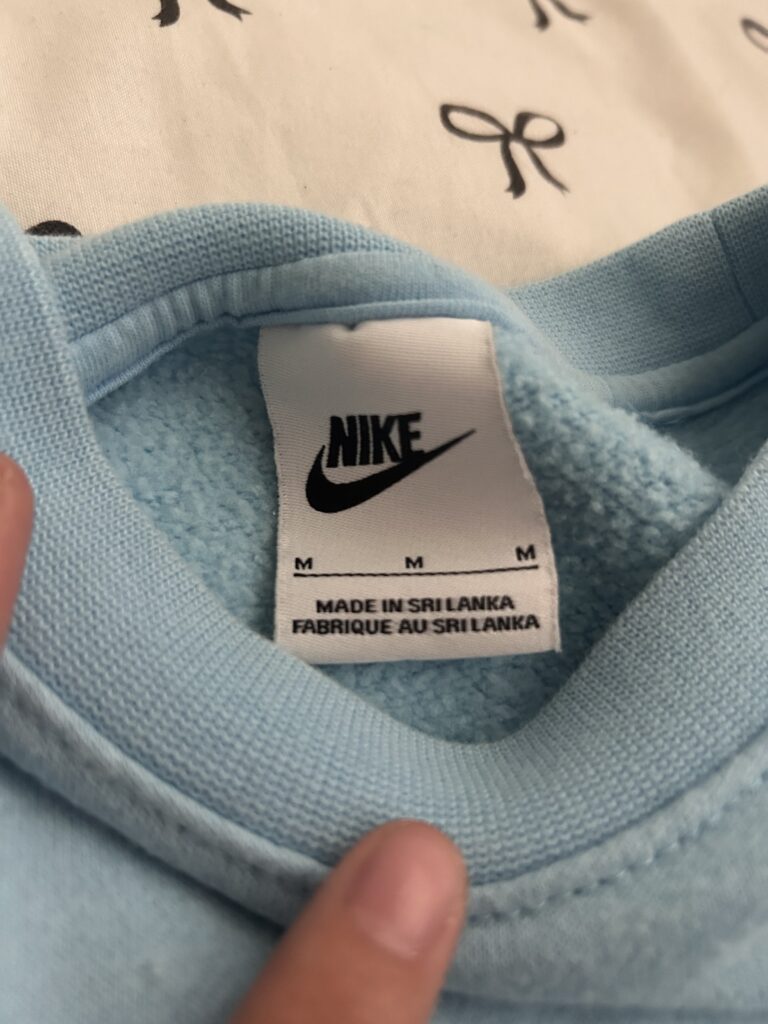 NIKE
M M M
MADE IN SRI LANKA
FABRIQUE AU SRI LANKA